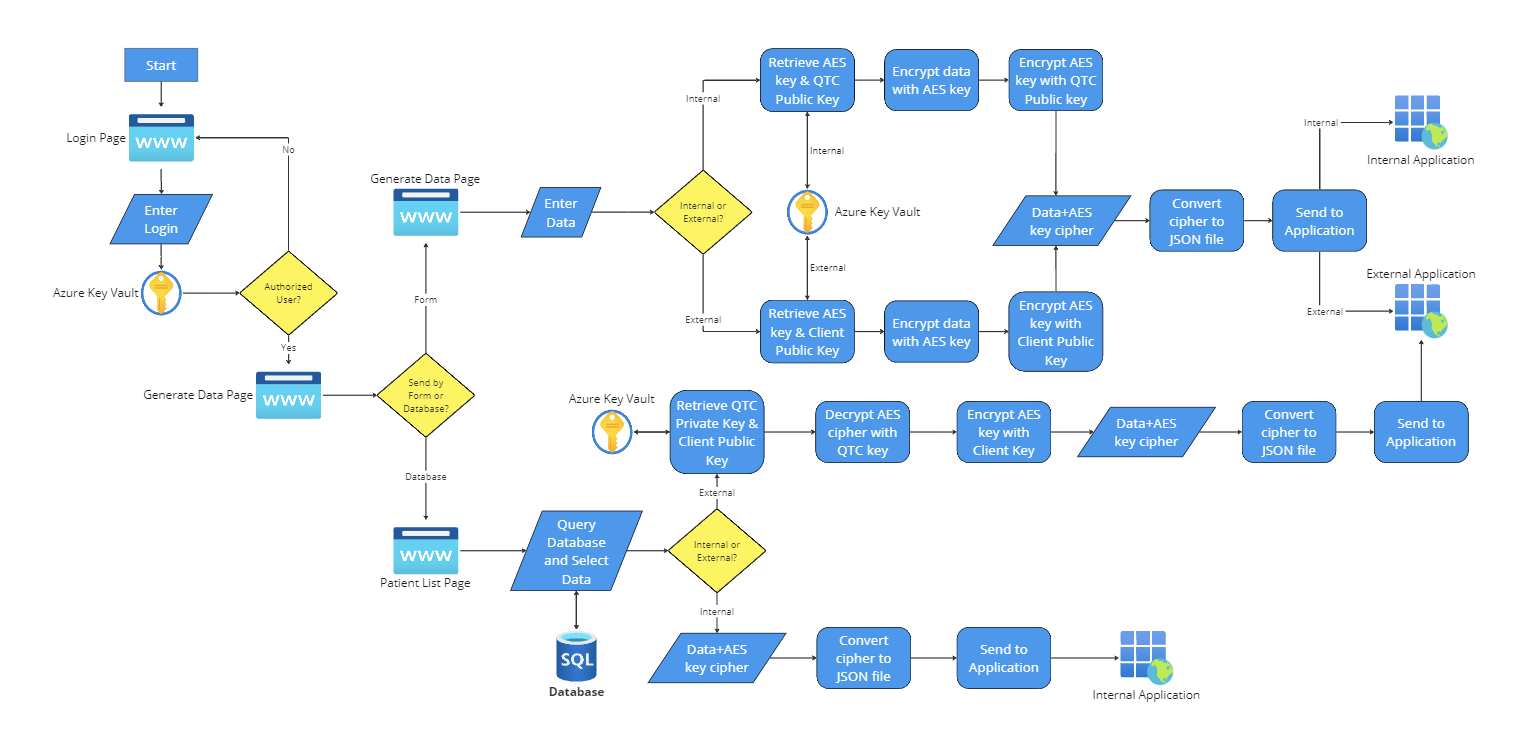 Start
Login Page
WWW
No
Enter
Login
Azure Key Vault
Authorized
User?
Yes
Generate Data Page
WWW
Send by
Form or
Database?
Form
Generate Data Page
WWW
Enter
Data
Internal or
External?
Internal
Retrieve AES
key & QTC
Public Key
Encrypt data
with AES key
Encrypt AES
key with QTC
Public key
Internal
Azure Key Vault
External
External
Retrieve AES
key & Client
Public Key
Encrypt data
with AES key
Encrypt AES
key with
Client Public
Key
Data+AES
key cipher
Convert
cipher to
JSON file
Send to
Application
Internal
Internal Application
External Application
External
Database
WWW
Patient List Page
Query
Database
and Select
Data
SQL
Database
Internal or
External?
External
Azure Key Vault
Retrieve QTC
Private Key &
Client Public
Key
Decrypt AES
cipher with
QTC key
Encrypt AES
key with
Client Key
Data+AES
key cipher
Convert
cipher to
JSON file
Send to
Application
Internal
Data+AES
key cipher
Convert
cipher to
JSON file
Send to
Application
Internal Application